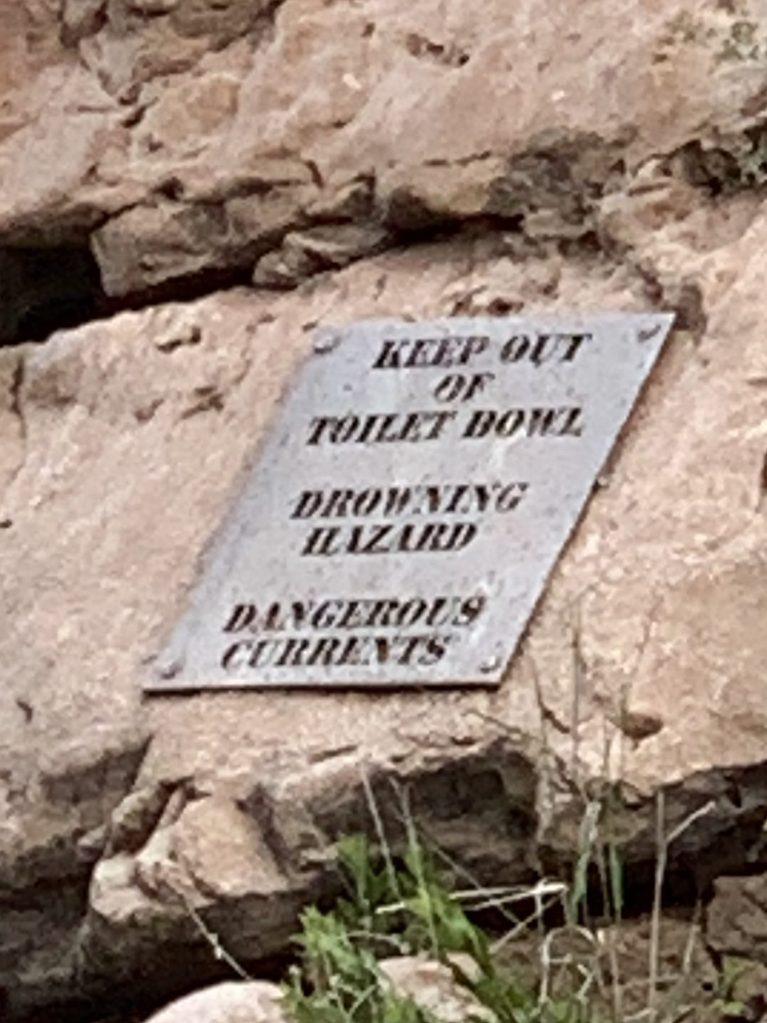 KEEP OUT
OF
TOILET BOWL
DROWNING
HAZARD
DANGEROUS
CURRENTS